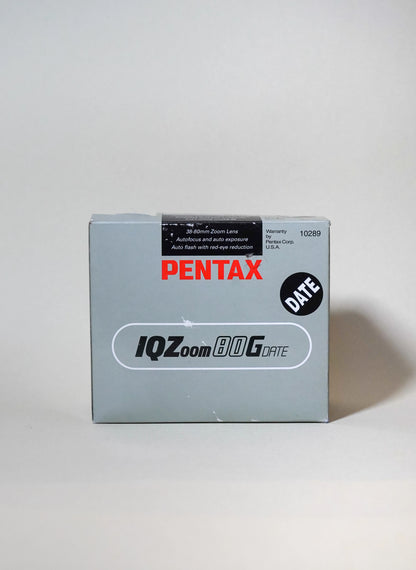 38-80mm Zoom Lens
Autofocus and auto exposure
Auto flash with red-eye reduction
Warranty
by
Pentax Corp.
U.S.A.
10289
PENTAX
DATE
IQZoom 80G DATE